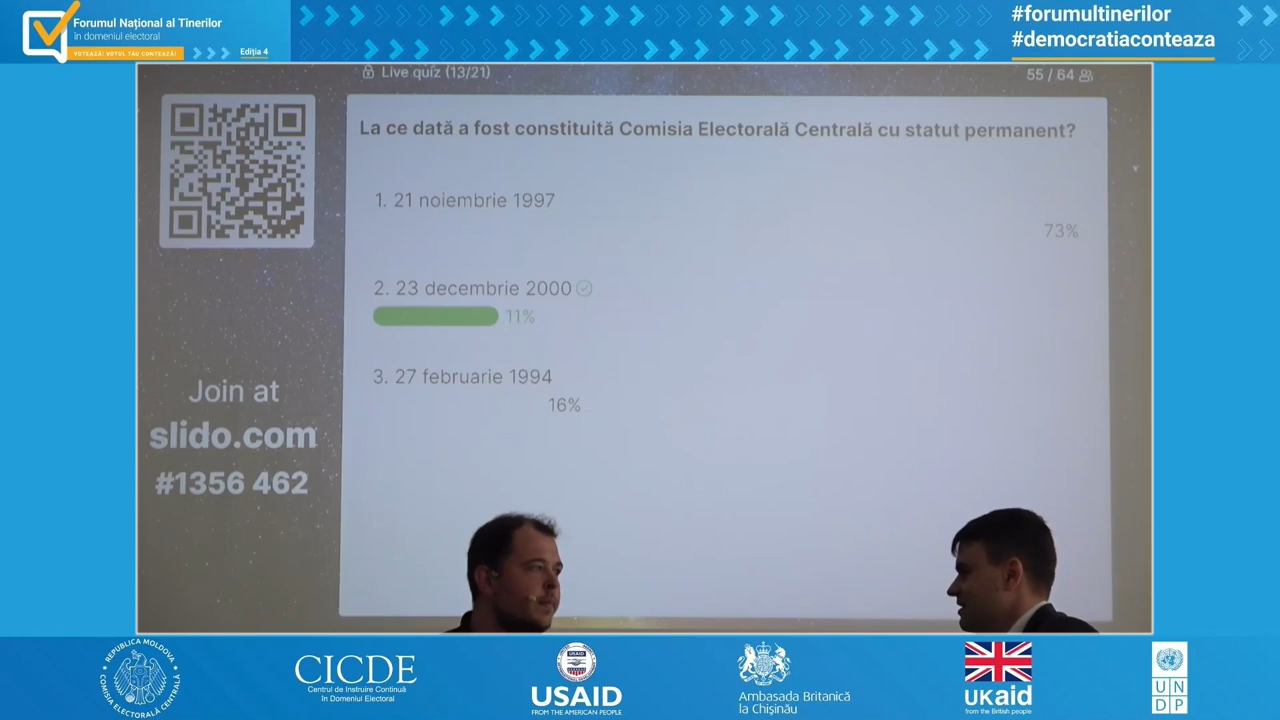 Forumul Național al Tinerilor
în domeniul electoral
VOTEAZĂ! VOTUL TĂU CONTEAZĂ!
Ediția 4
#forumultinerilor
#democratiaconteaza
Live quiz (13/21)
55 / 64
La ce dată a fost constituită Comisia Electorală Centrală cu statut permanent?
1. 21 noiembrie 1997
73%
2. 23 decembrie 2000
11%
3. 27 februarie 1994
16%
Join at
slido.com
#1356 462
REPUBLICA MOLDOVA
COMISIA ELECTORALĂ CENTRALĂ
CICDE
Centrul de Instruire Continuă
în Domeniul Electoral
USAID
USAID
FROM THE AMERICAN PEOPLE
Ambasada Britanică
la Chișinău
UKaid
from the British people
U N
D P